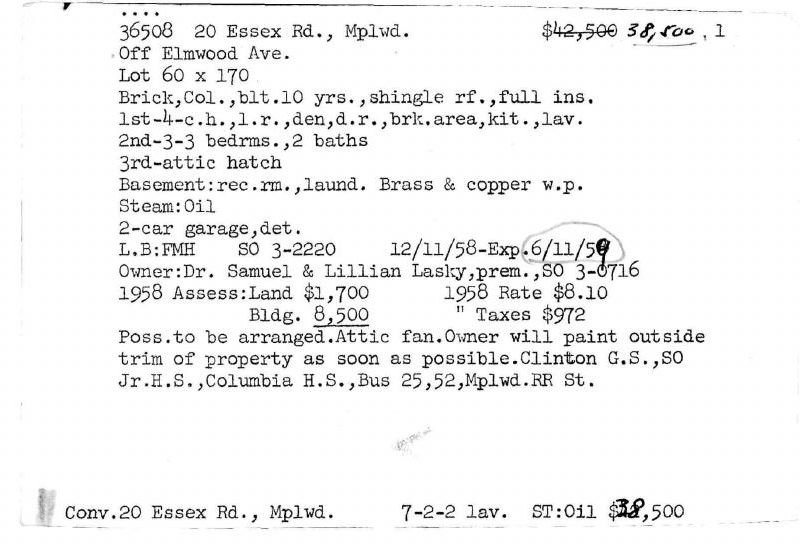 36508 20 Essex Rd., Mplwd. $42,500 38,500 . 1
Off Elmwood Ave.
Lot 60 x 170
Brick,Col.,blt.10 yrs.,shingle rf.,full ins.
1st-4-c.h.,l.r.,den,d.r.,brk.area,kit.,lav.
2nd-3-3 bedrms.,2 baths
3rd-attic hatch
Basement:rec.rm.,laund. Brass & copper w.p.
Steam:Oil
2-car garage,det.
L.B:FMH SO 3-2220 12/11/58-Exp.6/11/59
Owner:Dr. Samuel & Lillian Lasky,prem.,SO 3-0716
1958 Assess:Land $1,700 1958 Rate $8.10
Bldg. 8,500 " Taxes $972
Poss.to be arranged.Attic fan.Owner will paint outside
trim of property as soon as possible.Clinton G.S.,SO
Jr.H.S.,Columbia H.S.,Bus 25,52,Mplwd.RR St.
Conv.20 Essex Rd., Mplwd. 7-2-2 lav. ST:Oil $38,500